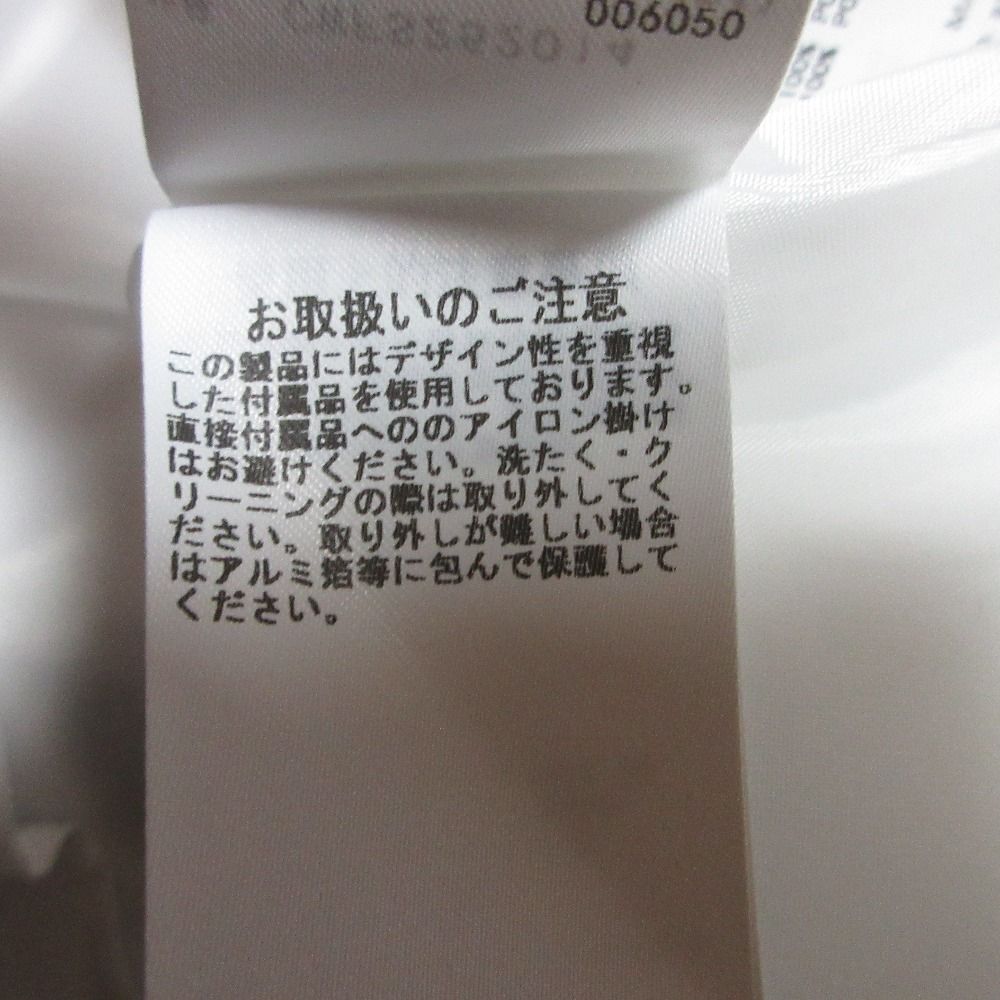 006050
お取扱いのご注意
この製品にはデザイン性を重視
した付属品を使用しております。
直接付属品へののアイロン掛け
はお避けください。洗たく・ク
リーニングの際は取り外してく
ださい。取り外しが難しい場合
はアルミ箔等に包んで保護して
ください。